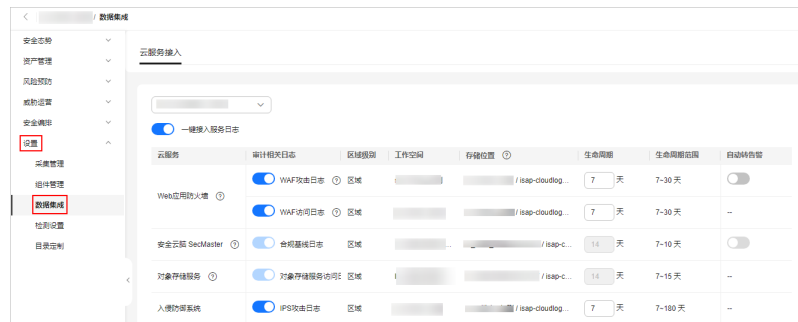 / 数据集成
安全态势
资产管理
风险预防
威胁运营
安全编排
设置
采集管理
组件管理
数据集成
检测设置
目录定制
云服务接入
一键接入服务日志
云服务 审计相关日志 区域级别 工作空间 存储位置 生命周期 生命周期范围 自动转告警
Web应用防火墙 WAF攻击日志 区域 / isap-cloudlog... 7 天 7-30 天
WAF访问日志 区域 / isap-cloudlog... 7 天 7-30 天 --
安全云脑 SecMaster 合规基线日志 区域 / isap-c... 14 天 7-10 天
对象存储服务 对象存储服务访问日 区域 / isap-c... 14 天 7-15 天 --
入侵防御系统 IPS攻击日志 区域 / isap-cloudlog... 7 天 7-180 天 --